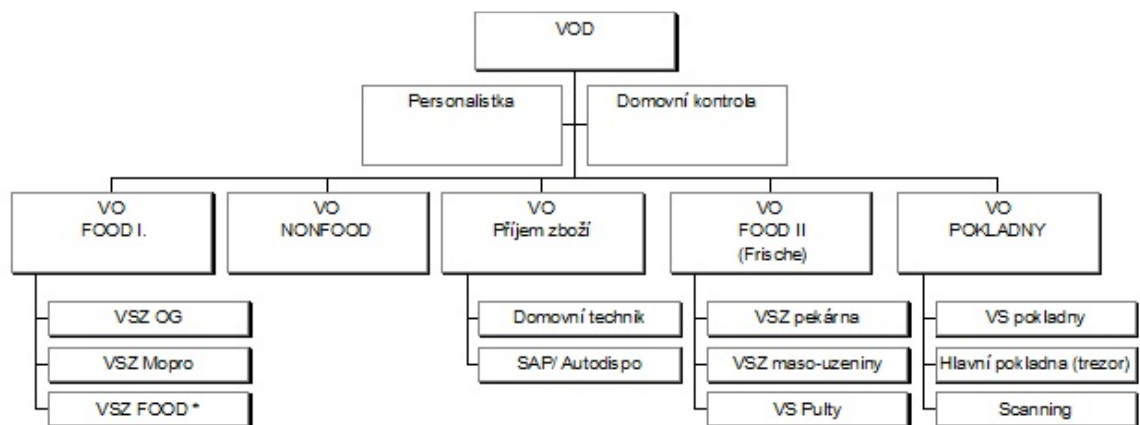 VOD
Personalistka
Domovní kontrola
VO
FOOD I.
VO
NONFOOD
VO
Příjem zboží
VO
FOOD II
(Frische)
VO
POKLADNY
VSZ OG
VSZ Mopro
VSZ FOOD *
Domovní technik
SAP/ Autodispo
VSZ pekárna
VSZ maso-uzeniny
VS Pulty
VS pokladny
Hlavní pokladna (trezor)
Scanning